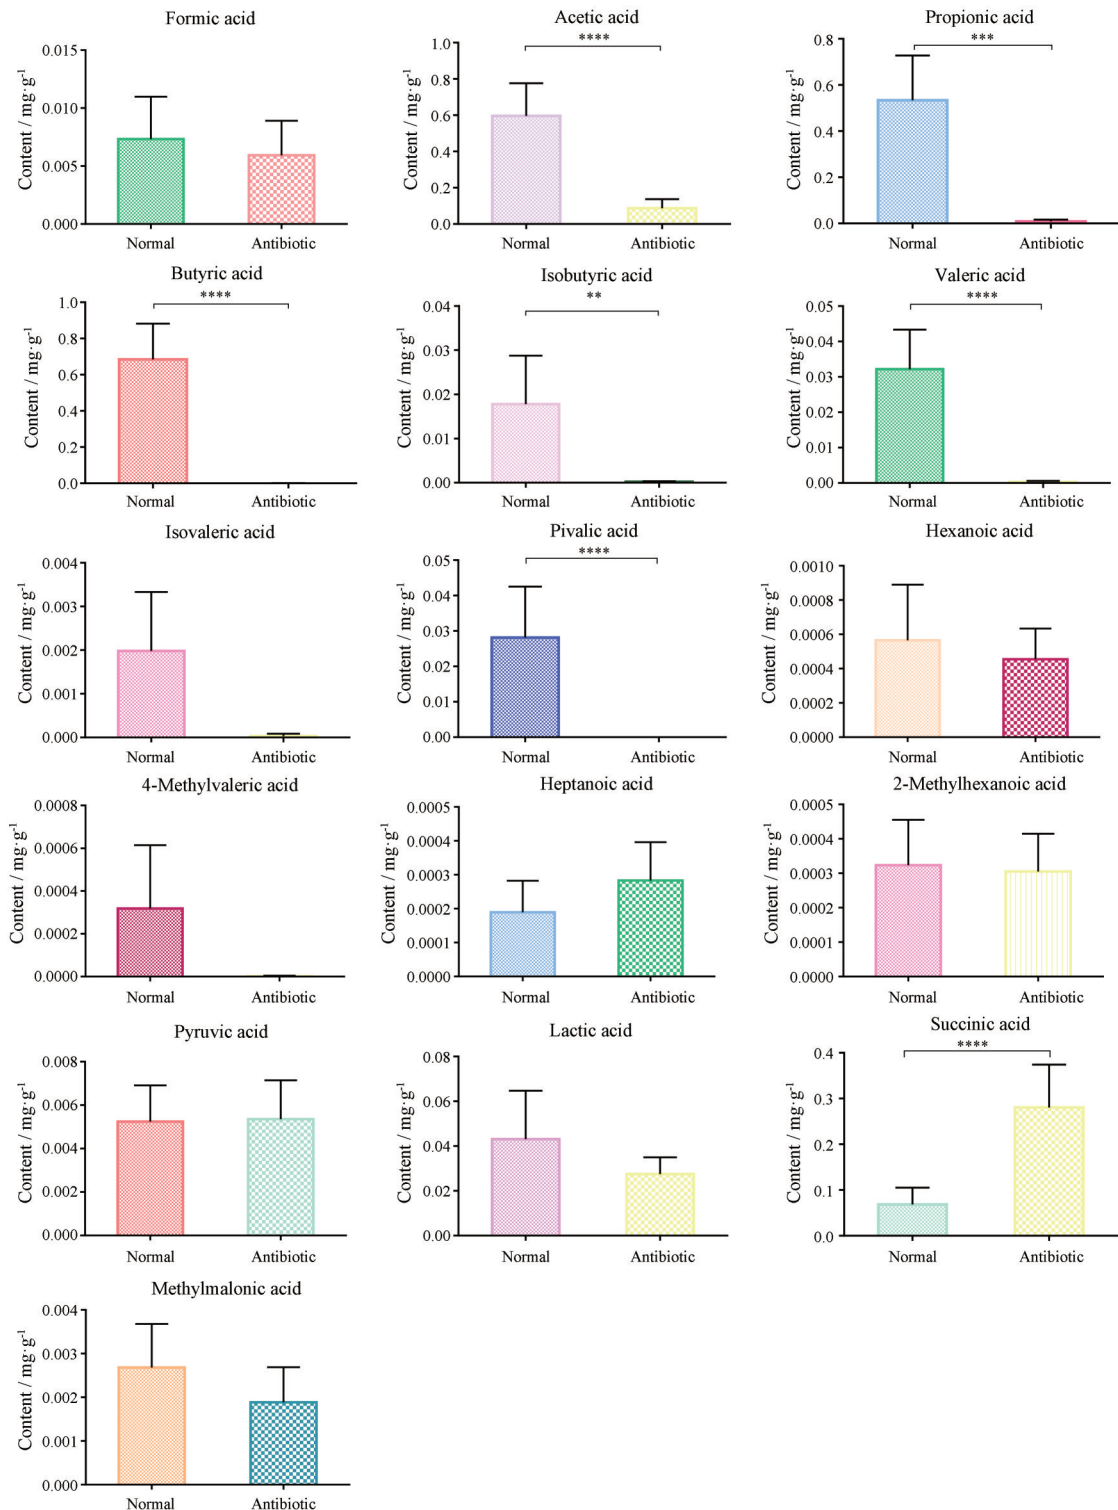 Formic acid
Content / mg·g⁻¹
0.015
0.010
0.005
0.000
Normal Antibiotic
Acetic acid
****
Content / mg·g⁻¹
1.0
0.8
0.6
0.4
0.2
0.0
Normal Antibiotic
Propionic acid
***
Content / mg·g⁻¹
0.8
0.6
0.4
0.2
0.0
Normal Antibiotic
Butyric acid
****
Content / mg·g⁻¹
1.0
0.8
0.6
0.4
0.2
0.0
Normal Antibiotic
Isobutyric acid
**
Content / mg·g⁻¹
0.04
0.03
0.02
0.01
0.00
Normal Antibiotic
Valeric acid
****
Content / mg·g⁻¹
0.05
0.04
0.03
0.02
0.01
0.00
Normal Antibiotic
Isovaleric acid
Content / mg·g⁻¹
0.004
0.003
0.002
0.001
0.000
Normal Antibiotic
Pivalic acid
****
Content / mg·g⁻¹
0.05
0.04
0.03
0.02
0.01
0.00
Normal Antibiotic
Hexanoic acid
Content / mg·g⁻¹
0.0010
0.0008
0.0006
0.0004
0.0002
0.0000
Normal Antibiotic
4-Methylvaleric acid
Content / mg·g⁻¹
0.0008
0.0006
0.0004
0.0002
0.0000
Normal Antibiotic
Heptanoic acid
Content / mg·g⁻¹
0.0005
0.0004
0.0003
0.0002
0.0001
0.0000
Normal Antibiotic
2-Methylhexanoic acid
Content / mg·g⁻¹
0.0005
0.0004
0.0003
0.0002
0.0001
0.0000
Normal Antibiotic
Pyruvic acid
Content / mg·g⁻¹
0.008
0.006
0.004
0.002
0.000
Normal Antibiotic
Lactic acid
Content / mg·g⁻¹
0.08
0.06
0.04
0.02
0.00
Normal Antibiotic
Succinic acid
****
Content / mg·g⁻¹
0.4
0.3
0.2
0.1
0.0
Normal Antibiotic
Methylmalonic acid
Content / mg·g⁻¹
0.004
0.003
0.002
0.001
0.000
Normal Antibiotic